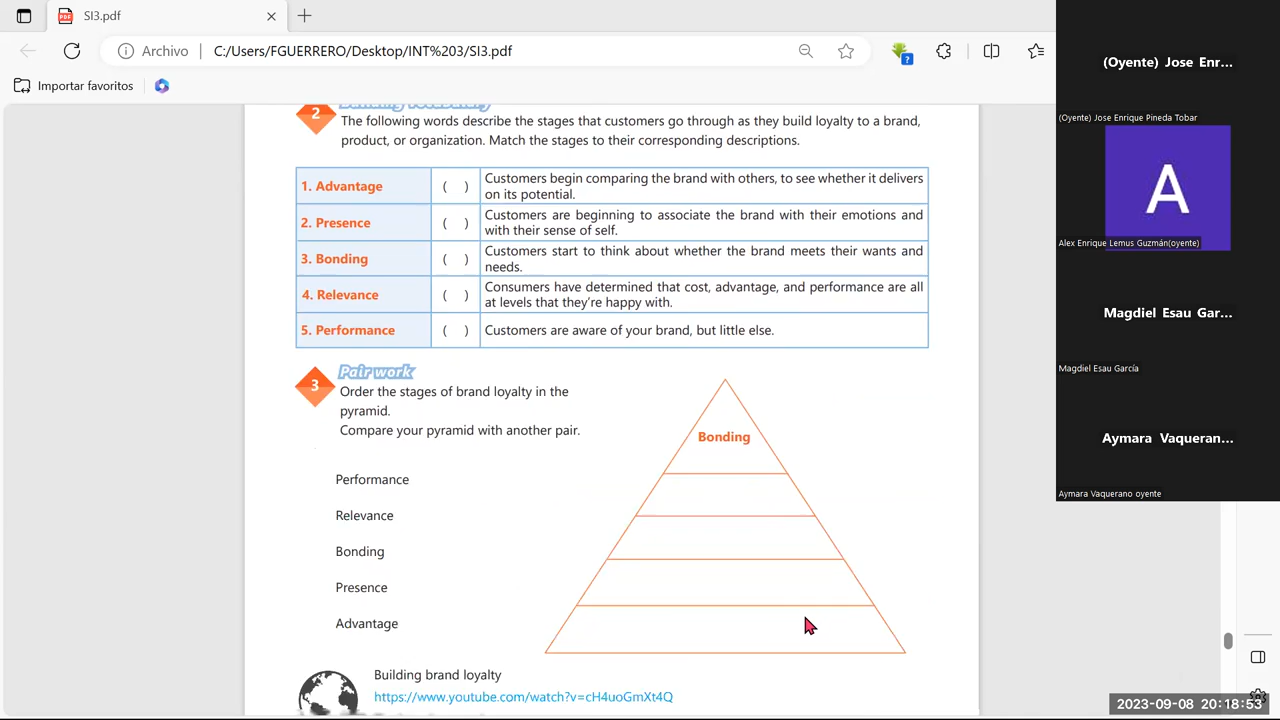 SI3.pdf
Archivo
C:/Users/FGUERRERO/Desktop/INT%203/SI3.pdf
Importar favoritos
2 Building vocabulary
The following words describe the stages that customers go through as they build loyalty to a brand,
product, or organization. Match the stages to their corresponding descriptions.
1. Advantage ( ) Customers begin comparing the brand with others, to see whether it delivers
on its potential.
2. Presence ( ) Customers are beginning to associate the brand with their emotions and
with their sense of self.
3. Bonding ( ) Customers start to think about whether the brand meets their wants and
needs.
4. Relevance ( ) Consumers have determined that cost, advantage, and performance are all
at levels that they're happy with.
5. Performance ( ) Customers are aware of your brand, but little else.
3 Pair work
Order the stages of brand loyalty in the
pyramid.
Compare your pyramid with another pair.
Performance
Relevance
Bonding
Presence
Advantage
Bonding
Building brand loyalty
https://www.youtube.com/watch?v=cH4uoGmXt4Q
(Oyente) Jose Enr...
(Oyente) Jose Enrique Pineda Tobar
A
Alex Enrique Lemus Guzmán(oyente)
Magdiel Esau Gar...
Magdiel Esau García
Aymara Vaqueran...
Aymara Vaquerano oyente
2023-09-08 20:18:53